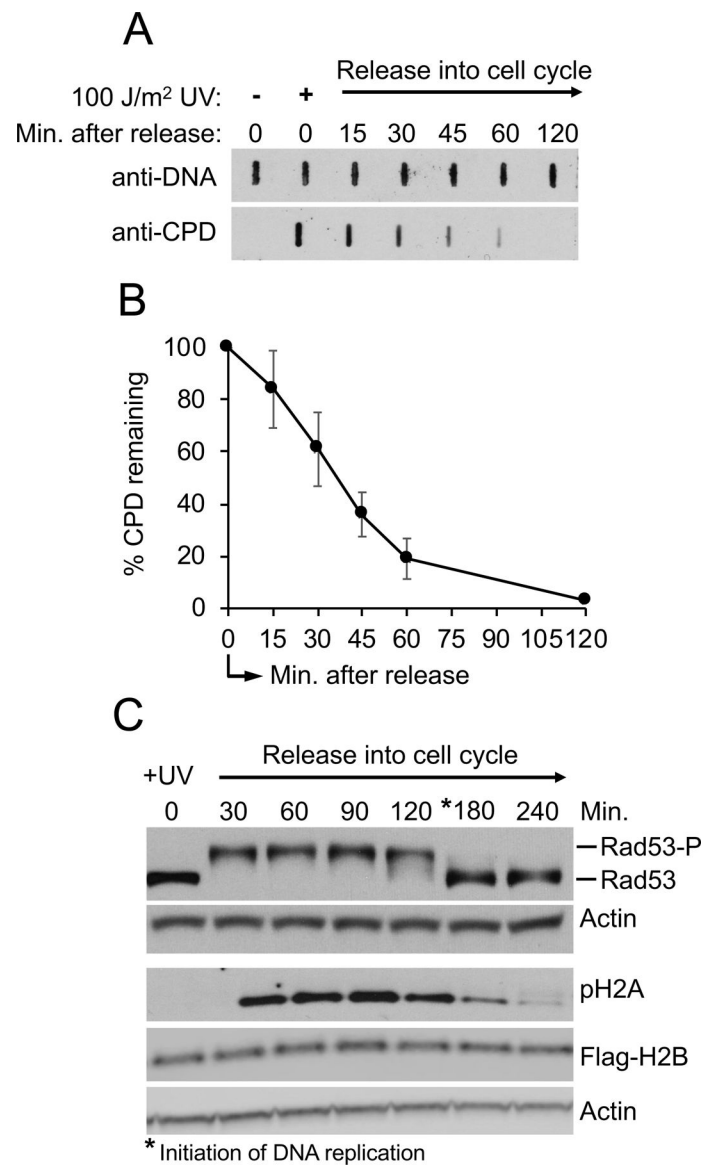 A
Release into cell cycle
100 J/m² UV: - +
Min. after release: 0 0 15 30 45 60 120
anti-DNA
anti-CPD
B
% CPD remaining
100
80
60
40
20
0
0 15 30 45 60 75 90 105 120
Min. after release
C
Release into cell cycle
+UV
0 30 60 90 120 *180 240 Min.
Rad53-P
Rad53
Actin
pH2A
Flag-H2B
Actin
* Initiation of DNA replication